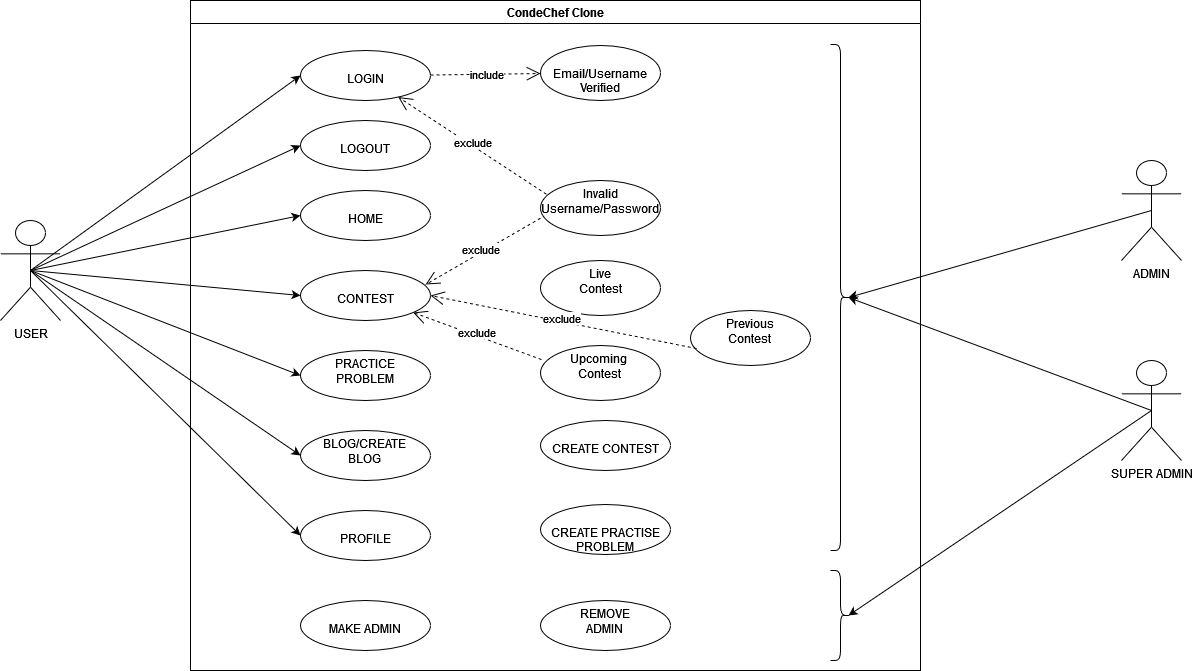 CondeChef Clone
LOGIN
include
Email/Username
Verified
exclude
LOGOUT
Invalid
Username/Password
HOME
exclude
Live
Contest
CONTEST
exclude
Previous
Contest
exclude
Upcoming
Contest
PRACTICE
PROBLEM
BLOG/CREATE
BLOG
CREATE CONTEST
PROFILE
CREATE PRACTISE
PROBLEM
MAKE ADMIN
REMOVE
ADMIN
USER
ADMIN
SUPER ADMIN